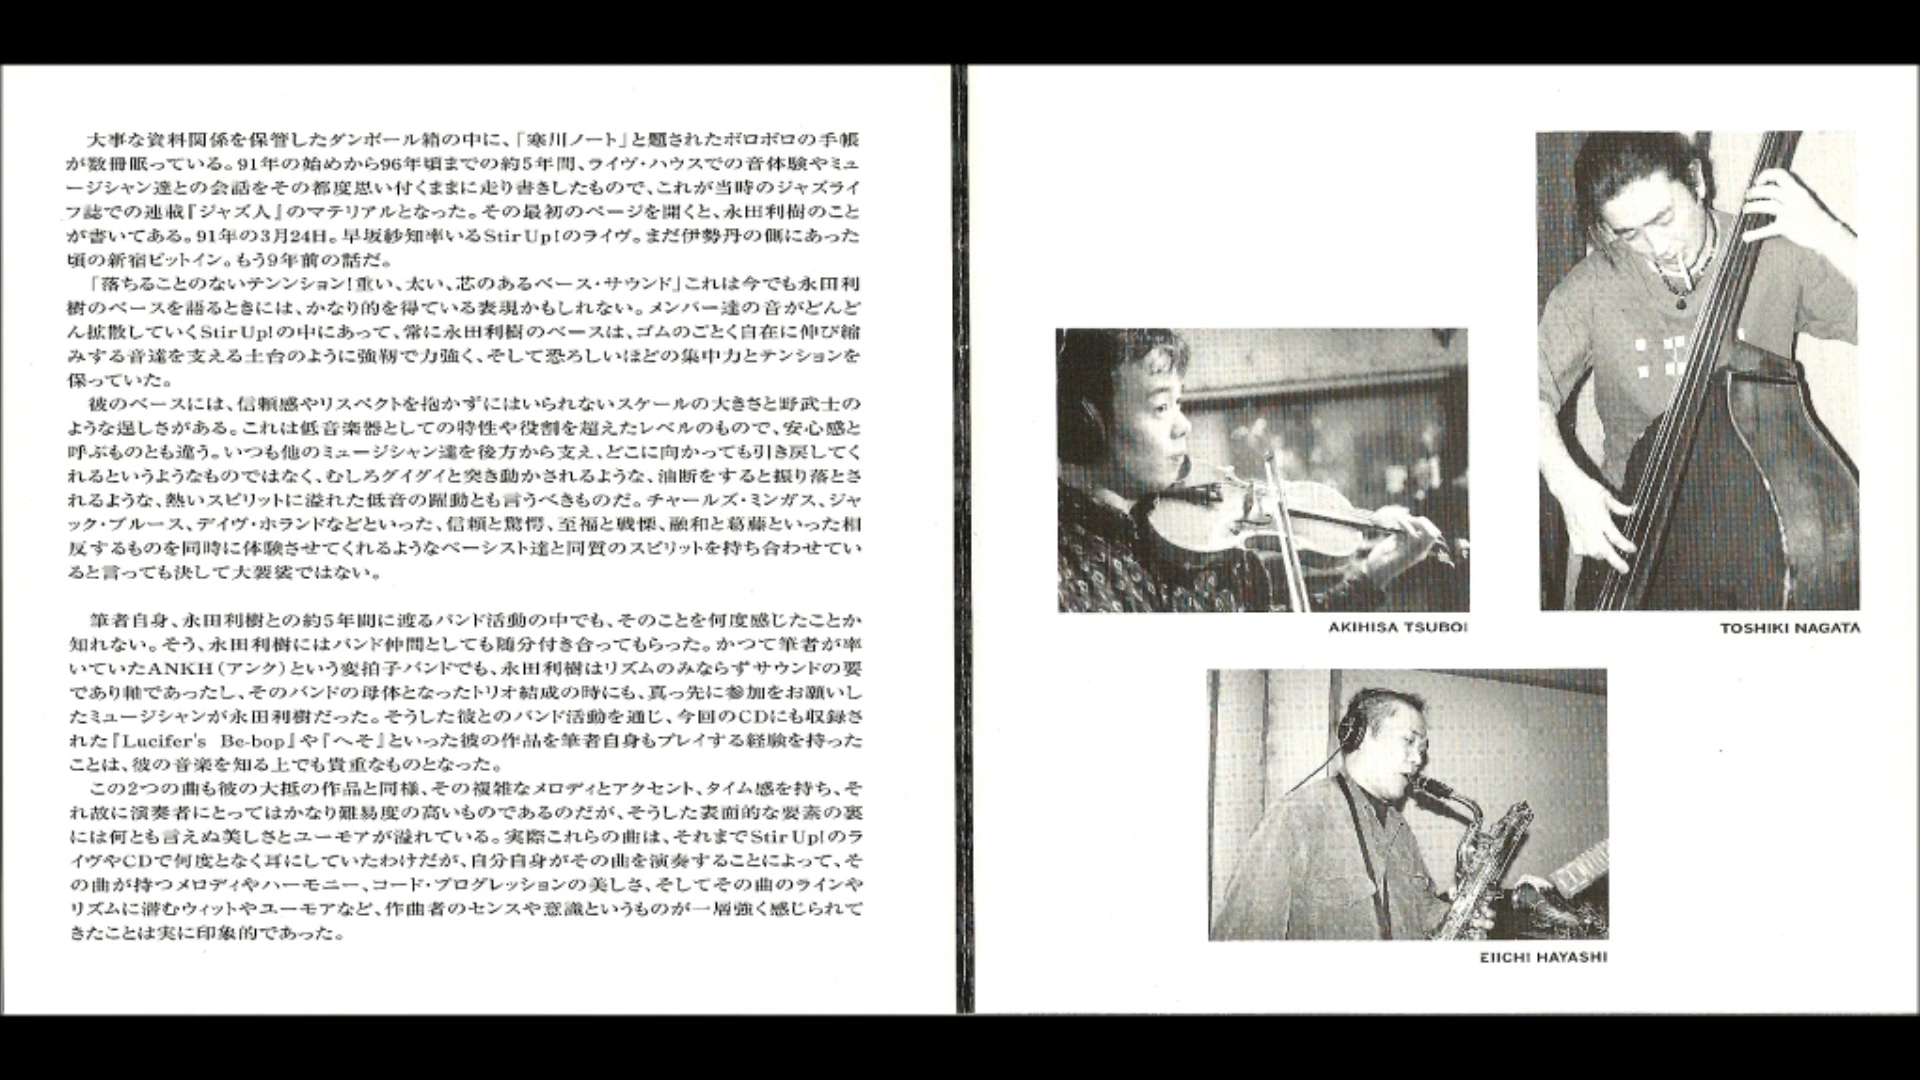 大事な資料関係を保管したダンボール箱の中に、「寒川ノート」と題されたボロボロの手帳
が数冊眠っている。91年の始めから96年頃までの約5年間、ライヴ・ハウスでの音体験やミュ
ージシャン達との会話をその都度思い付くままに走り書きしたもので、これが当時のジャズライ
フ誌での連載『ジャズ人』のマテリアルとなった。その最初のページを開くと、永田利樹のこと
が書いてある。91年の3月24日。早坂紗知率いるStir Up!のライヴ。まだ伊勢丹の側にあった
頃の新宿ピットイン。もう9年前の話だ。
「落ちることのないテンンション!重い、太い、芯のあるベース・サウンド」これは今でも永田利
樹のベースを語るときには、かなり的を得ている表現かもしれない。メンバー達の音がどんど
ん拡散していくStir Up!の中にあって、常に永田利樹のベースは、ゴムのごとく自在に伸び縮
みする音達を支える土台のように強靭で力強く、そして恐ろしいほどの集中力とテンションを
保っていた。
彼のベースには、信頼感やリスペクトを抱かずにはいられないスケールの大きさと野武士の
ような逞しさがある。これは低音楽器としての特性や役割を超えたレベルのもので、安心感と
呼ぶものとも違う。いつも他のミュージシャン達を後方から支え、どこに向かっても引き戻してく
れるというようなものではなく、むしろグイグイと突き動かされるような、油断をすると振り落とさ
れるような、熱いスピリットに溢れた低音の躍動とも言うべきものだ。チャールズ・ミンガス、ジャ
ック・ブルース、デイヴ・ホランドなどといった、信頼と驚愕、至福と戦慄、融和と葛藤といった相
反するものを同時に体験させてくれるようなベーシスト達と同質のスピリットを持ち合わせてい
ると言っても決して大袈裟ではない。
筆者自身、永田利樹との約5年間に渡るバンド活動の中でも、そのことを何度感じたことか
知れない。そう、永田利樹にはバンド仲間としても随分付き合ってもらった。かつて筆者が率
いていたANKH(アンク)という変拍子バンドでも、永田利樹はリズムのみならずサウンドの要
であり軸であったし、そのバンドの母体となったトリオ結成の時にも、真っ先に参加をお願いし
たミュージシャンが永田利樹だった。そうした彼とのバンド活動を通じ、今回のCDにも収録さ
れた『Lucifer's Be-bop』や『へそ』といった彼の作品を筆者自身もプレイする経験を持った
ことは、彼の音楽を知る上でも貴重なものとなった。
この2つの曲も彼の大抵の作品と同様、その複雑なメロディとアクセント、タイム感を持ち、そ
れ故に演奏者にとってはかなり難易度の高いものであるのだが、そうした表面的な要素の裏
には何とも言えぬ美しさとユーモアが溢れている。実際これらの曲は、それまでStir Up!のラ
イヴやCDで何度となく耳にしていたわけだが、自分自身がその曲を演奏することによって、そ
の曲が持つメロディやハーモニー、コード・プログレッションの美しさ、そしてその曲のラインや
リズムに潜むウィットやユーモアなど、作曲者のセンスや意識というものが一層強く感じられて
きたことは実に印象的であった。
AKIHISA TSUBOI
TOSHIKI NAGATA
EIICHI HAYASHI